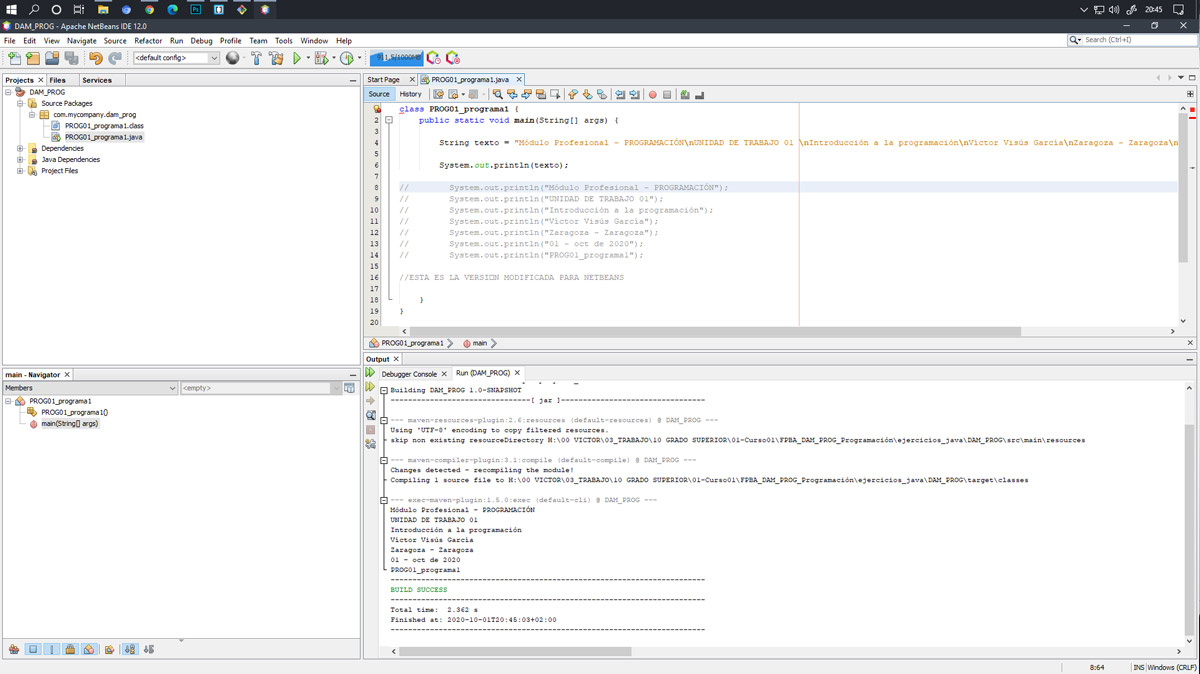 20:45
DAM_PROG - Apache NetBeans IDE 12.0
File Edit View Navigate Source Refactor Run Debug Profile Team Tools Window Help
Search (Ctrl+I)
<default config>
Projects Files Services
DAM_PROG
Source Packages
com.mycompany.dam_prog
PROG01_programa1.class
PROG01_programa1.java
Dependencies
Java Dependencies
Project Files
Start Page PROG01_programa1.java
Source History
1 class PROG01_programa1 {
2 public static void main(String[] args) {
3
4 String texto = "Módulo Profesional - PROGRAMACIÓN\nUNIDAD DE TRABAJO 01 \nIntroducción a la programación\nVíctor Visús García\nZaragoza - Zaragoza\n
5
6 System.out.println(texto);
7
8 // System.out.println("Módulo Profesional - PROGRAMACIÓN");
9 // System.out.println("UNIDAD DE TRABAJO 01");
10 // System.out.println("Introducción a la programación");
11 // System.out.println("Víctor Visús García");
12 // System.out.println("Zaragoza - Zaragoza");
13 // System.out.println("01 - oct de 2020");
14 // System.out.println("PROG01_programa1");
15
16 //ESTA ES LA VERSION MODIFICADA PARA NETBEANS
17
18 }
19 }
20
PROG01_programa1 main
main - Navigator
Members <empty>
PROG01_programa1
PROG01_programa1()
main(String[] args)
Output
Debugger Console Run (DAM_PROG)
Building DAM_PROG 1.0-SNAPSHOT
--------------------------------[ jar ]---------------------------------
--- maven-resources-plugin:2.6:resources (default-resources) @ DAM_PROG ---
Using 'UTF-8' encoding to copy filtered resources.
skip non existing resourceDirectory H:\00 VICTOR\03_TRABAJO\10 GRADO SUPERIOR\01-Curso01\FPBA_DAM_PROG_Programación\ejercicios_java\DAM_PROG\src\main\resources
--- maven-compiler-plugin:3.1:compile (default-compile) @ DAM_PROG ---
Changes detected - recompiling the module!
Compiling 1 source file to H:\00 VICTOR\03_TRABAJO\10 GRADO SUPERIOR\01-Curso01\FPBA_DAM_PROG_Programación\ejercicios_java\DAM_PROG\target\classes
--- exec-maven-plugin:1.5.0:exec (default-cli) @ DAM_PROG ---
Módulo Profesional - PROGRAMACIÓN
UNIDAD DE TRABAJO 01
Introducción a la programación
Víctor Visús García
Zaragoza - Zaragoza
01 - oct de 2020
PROG01_programa1
------------------------------------------------------------------------
BUILD SUCCESS
------------------------------------------------------------------------
Total time: 2.362 s
Finished at: 2020-10-01T20:45:03+02:00
------------------------------------------------------------------------
8:64 INS Windows (CRLF)